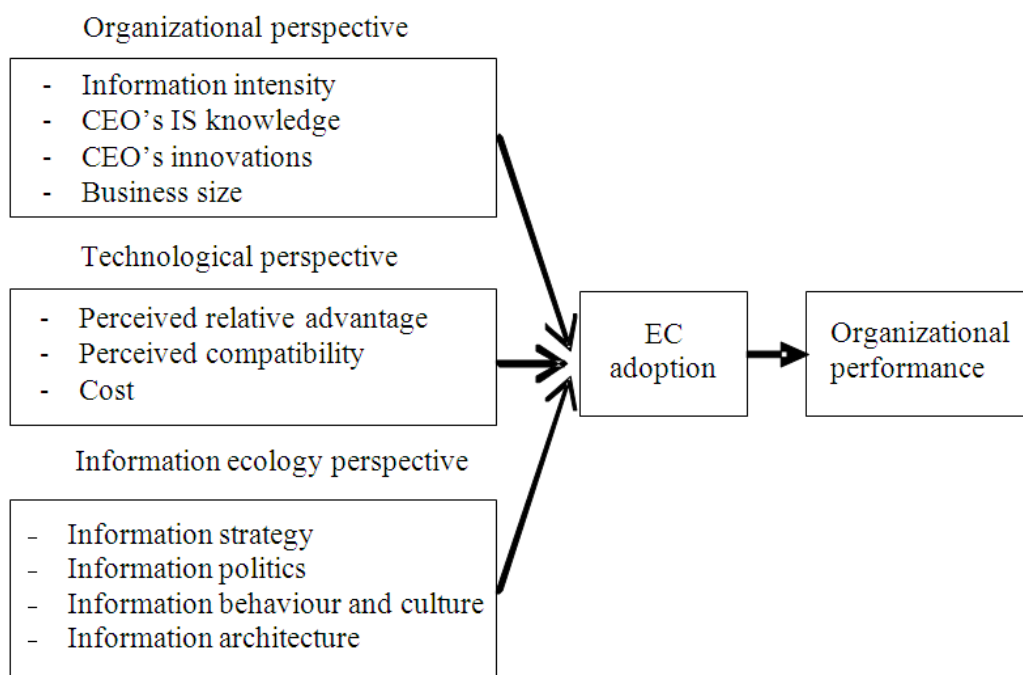 Organizational perspective
- Information intensity
- CEO’s IS knowledge
- CEO’s innovations
- Business size
Technological perspective
- Perceived relative advantage
- Perceived compatibility
- Cost
Information ecology perspective
- Information strategy
- Information politics
- Information behaviour and culture
- Information architecture
EC
adoption
Organizational
performance